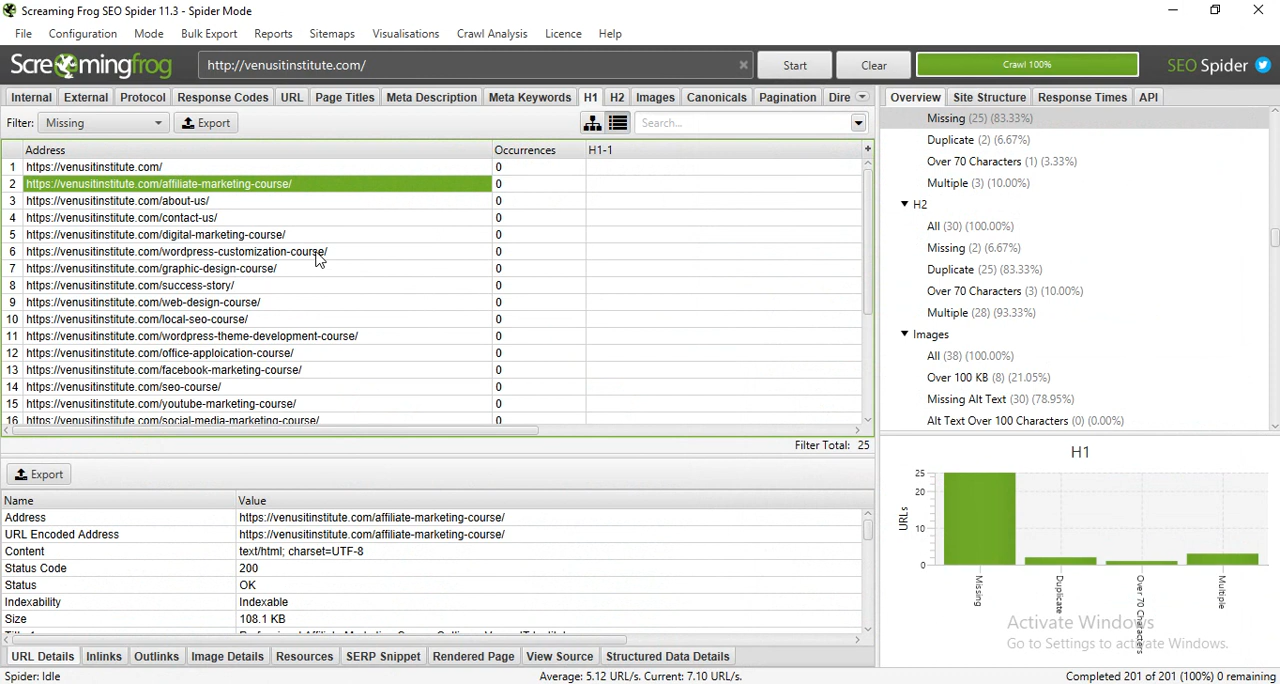 Screaming Frog SEO Spider 11.3 - Spider Mode
File Configuration Mode Bulk Export Reports Sitemaps Visualisations Crawl Analysis Licence Help
Screamingfrog http://venusitinstitute.com/ Start Clear Crawl 100% SEO Spider
Internal External Protocol Response Codes URL Page Titles Meta Description Meta Keywords H1 H2 Images Canonicals Pagination Dire
Overview Site Structure Response Times API
Filter: Missing Export Search...
Address Occurrences H1-1
1 https://venusitinstitute.com/ 0
2 https://venusitinstitute.com/affiliate-marketing-course/ 0
3 https://venusitinstitute.com/about-us/ 0
4 https://venusitinstitute.com/contact-us/ 0
5 https://venusitinstitute.com/digital-marketing-course/ 0
6 https://venusitinstitute.com/wordpress-customization-course/ 0
7 https://venusitinstitute.com/graphic-design-course/ 0
8 https://venusitinstitute.com/success-story/ 0
9 https://venusitinstitute.com/web-design-course/ 0
10 https://venusitinstitute.com/local-seo-course/ 0
11 https://venusitinstitute.com/wordpress-theme-development-course/ 0
12 https://venusitinstitute.com/office-apploication-course/ 0
13 https://venusitinstitute.com/facebook-marketing-course/ 0
14 https://venusitinstitute.com/seo-course/ 0
15 https://venusitinstitute.com/youtube-marketing-course/ 0
16 https://venusitinstitute.com/social-media-marketing-course/ 0
Filter Total: 25
Missing (25) (83.33%)
Duplicate (2) (6.67%)
Over 70 Characters (1) (3.33%)
Multiple (3) (10.00%)
H2
All (30) (100.00%)
Missing (2) (6.67%)
Duplicate (25) (83.33%)
Over 70 Characters (3) (10.00%)
Multiple (28) (93.33%)
Images
All (38) (100.00%)
Over 100 KB (8) (21.05%)
Missing Alt Text (30) (78.95%)
Alt Text Over 100 Characters (0) (0.00%)
Export
Name Value
Address https://venusitinstitute.com/affiliate-marketing-course/
URL Encoded Address https://venusitinstitute.com/affiliate-marketing-course/
Content text/html; charset=UTF-8
Status Code 200
Status OK
Indexability Indexable
Size 108.1 KB
H1
25
20
10
0
URLs
Missing
Duplicate
Over 70 Characters
Multiple
Activate Windows
Go to Settings to activate Windows.
URL Details Inlinks Outlinks Image Details Resources SERP Snippet Rendered Page View Source Structured Data Details
Spider: Idle Average: 5.12 URL/s. Current: 7.10 URL/s. Completed 201 of 201 (100%) 0 remaining